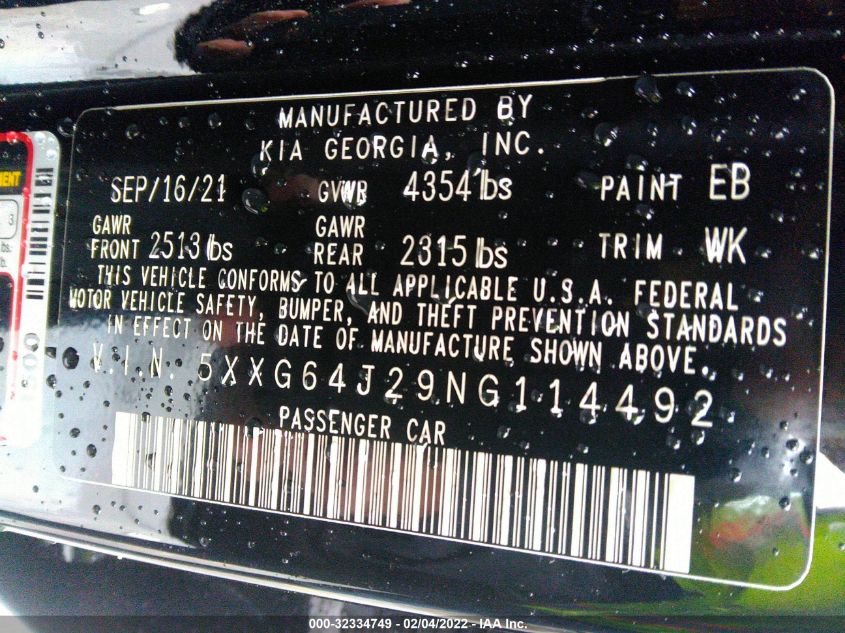 MANUFACTURED BY
KIA GEORGIA, INC.
SEP/16/21 GVWR 4354lbs PAINT EB
GAWR FRONT 2513lbs GAWR REAR 2315lbs TRIM WK
THIS VEHICLE CONFORMS TO ALL APPLICABLE U.S.A. FEDERAL
MOTOR VEHICLE SAFETY, BUMPER, AND THEFT PREVENTION STANDARDS
IN EFFECT ON THE DATE OF MANUFACTURE SHOWN ABOVE.
V.I.N. 5XXG64J29NG114492
PASSENGER CAR
000-32334749 - 02/04/2022 - IAA Inc.